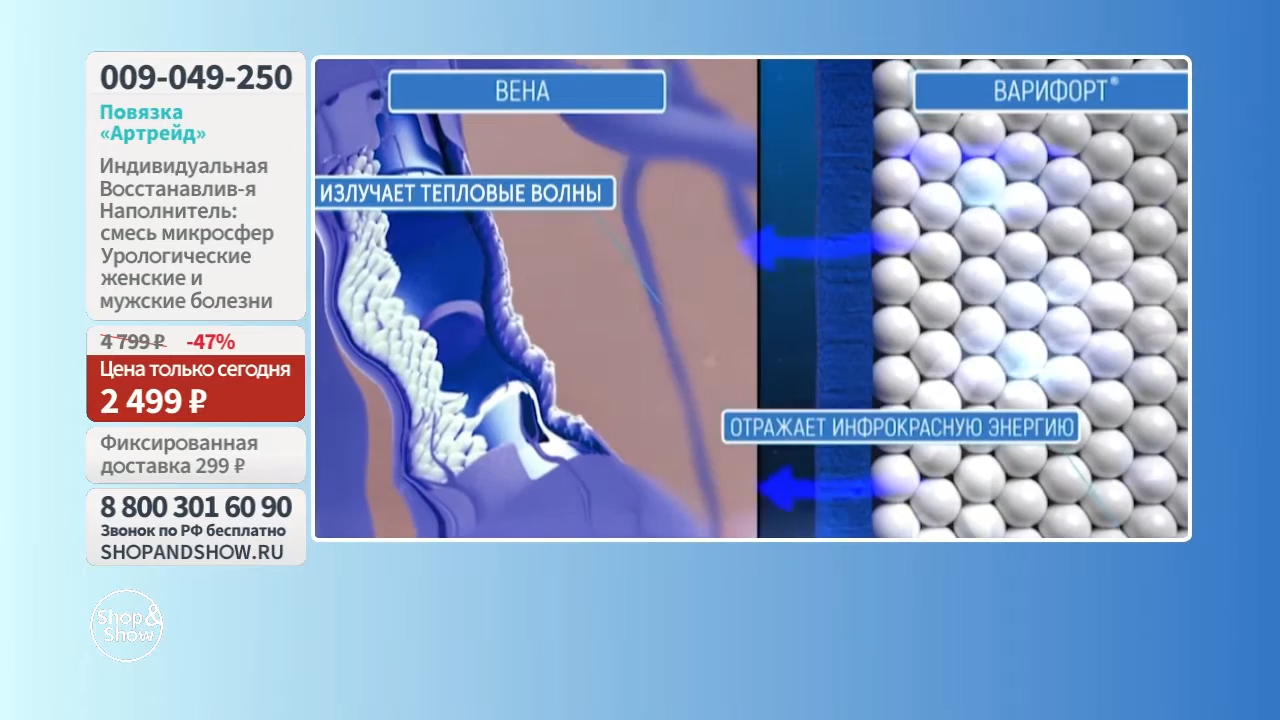 009-049-250
Повязка
«Артрейд»
Индивидуальная
Восстанавлив-я
Наполнитель:
смесь микросфер
Урологические
женские и
мужские болезни
4 799 ₽ -47%
Цена только сегодня
2 499 ₽
Фиксированная
доставка 299 ₽
8 800 301 60 90
Звонок по РФ бесплатно
SHOPANDSHOW.RU
Shop&
Show
ВЕНА
ВАРИФОРТ®
ИЗЛУЧАЕТ ТЕПЛОВЫЕ ВОЛНЫ
ОТРАЖАЕТ ИНФРОКРАСНУЮ ЭНЕРГИЮ